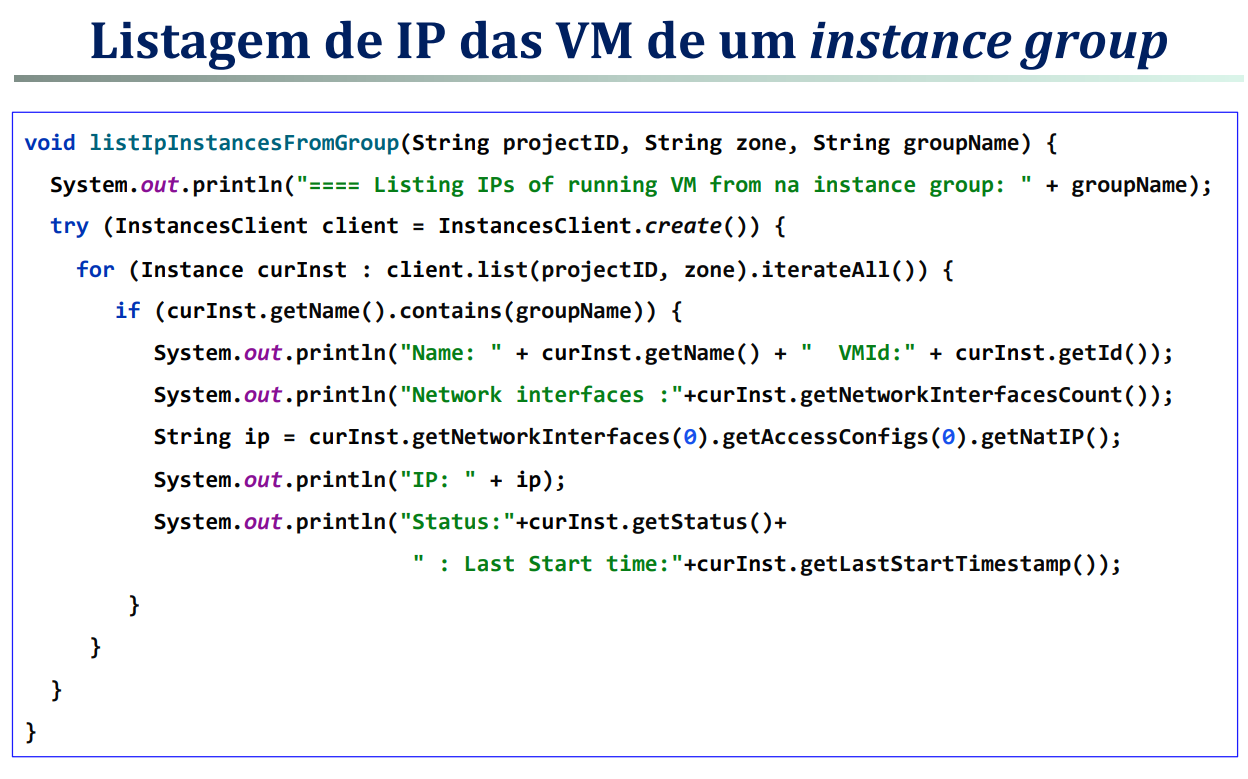 Listagem de IP das VM de um instance group
void listIpInstancesFromGroup(String projectID, String zone, String groupName) {
System.out.println("==== Listing IPs of running VM from na instance group: " + groupName);
try (InstancesClient client = InstancesClient.create()) {
for (Instance curInst : client.list(projectID, zone).iterateAll()) {
if (curInst.getName().contains(groupName)) {
System.out.println("Name: " + curInst.getName() + "  VMId:" + curInst.getId());
System.out.println("Network interfaces :"+curInst.getNetworkInterfacesCount());
String ip = curInst.getNetworkInterfaces(0).getAccessConfigs(0).getNatIP();
System.out.println("IP: " + ip);
System.out.println("Status:"+curInst.getStatus()+
" : Last Start time:"+curInst.getLastStartTimestamp());
}
}
}
}